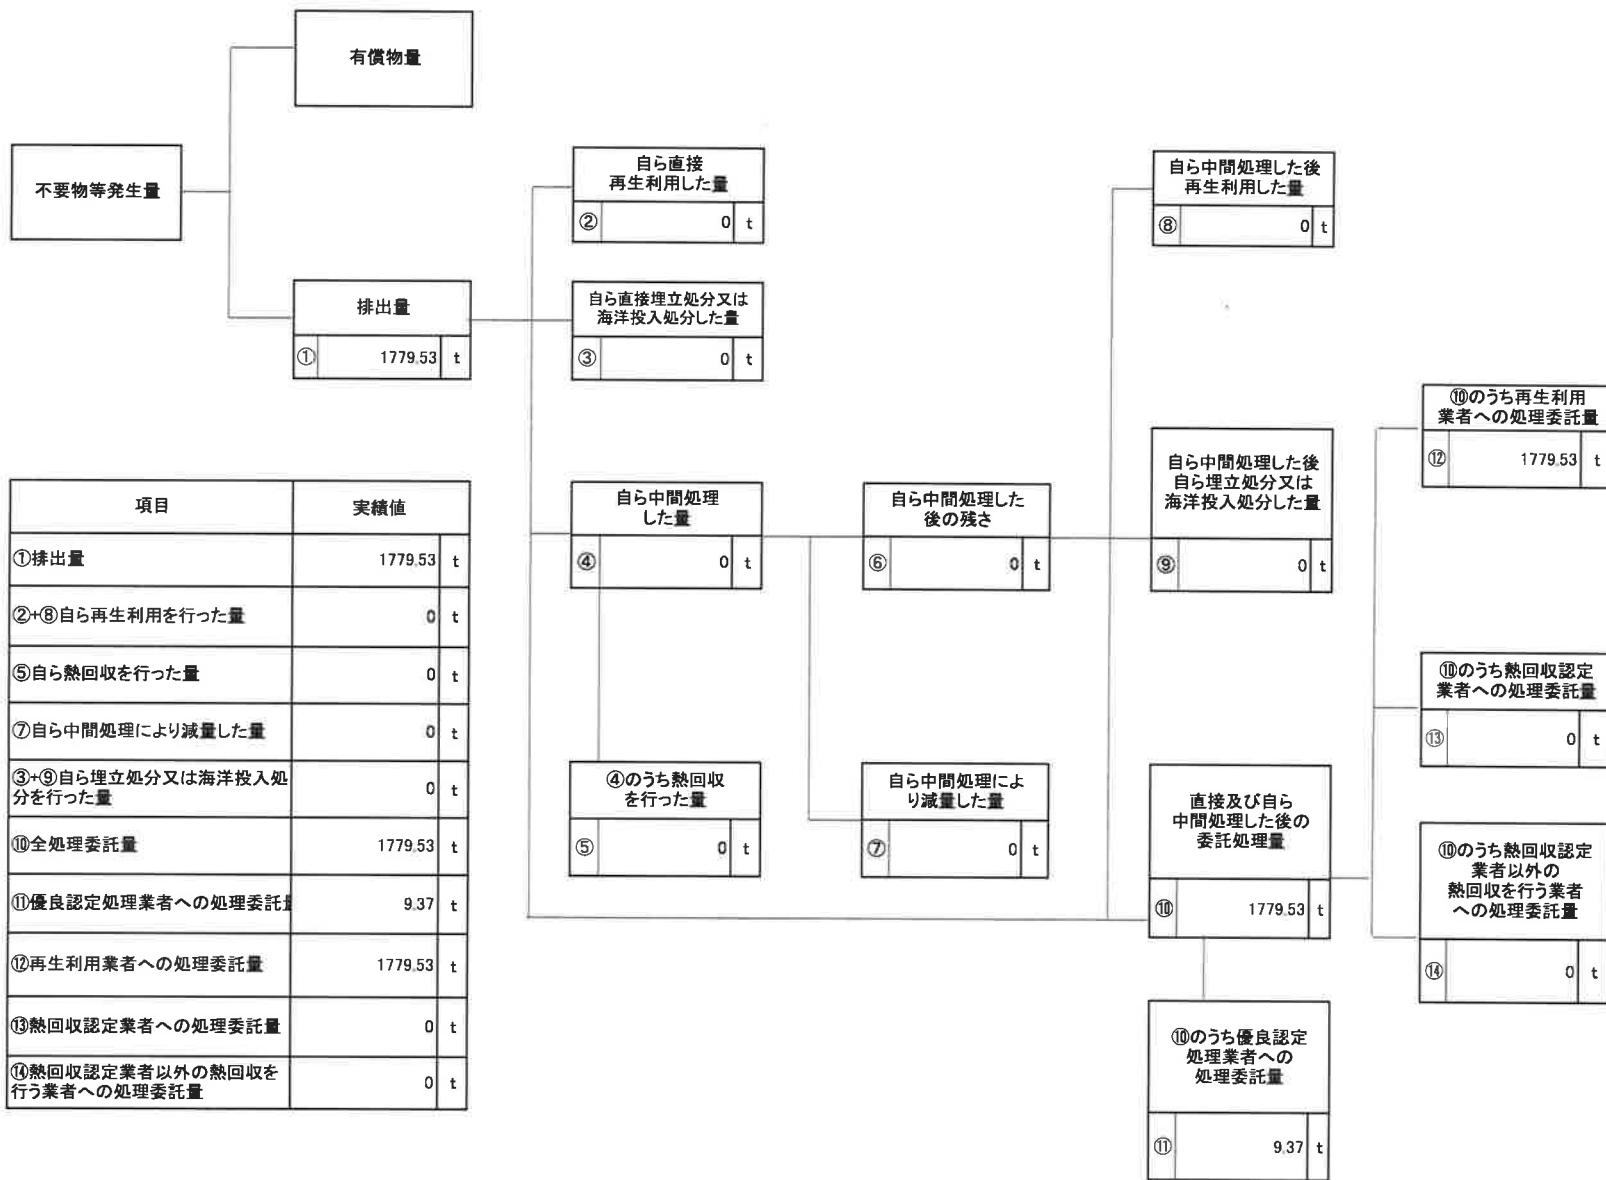 有償物量
不要物等発生量
排出量
① 1779.53 t
自ら直接
再生利用した量
② 0 t
自ら直接埋立処分又は
海洋投入処分した量
③ 0 t
自ら中間処理
した量
④ 0 t
④のうち熱回収
を行った量
⑤ 0 t
自ら中間処理した
後の残さ
⑥ 0 t
自ら中間処理によ
り減量した量
⑦ 0 t
自ら中間処理した後
再生利用した量
⑧ 0 t
自ら中間処理した後
自ら埋立処分又は
海洋投入処分した量
⑨ 0 t
直接及び自ら
中間処理した後の
委託処理量
⑩ 1779.53 t
⑩のうち優良認定
処理業者への
処理委託量
⑪ 9.37 t
⑩のうち再生利用
業者への処理委託量
⑫ 1779.53 t
⑩のうち熱回収認定
業者への処理委託量
⑬ 0 t
⑩のうち熱回収認定
業者以外の
熱回収を行う業者
への処理委託量
⑭ 0 t
項目 実績値
①排出量 1779.53 t
②+⑧自ら再生利用を行った量 0 t
⑤自ら熱回収を行った量 0 t
⑦自ら中間処理により減量した量 0 t
③+⑨自ら埋立処分又は海洋投入処
分を行った量 0 t
⑩全処理委託量 1779.53 t
⑪優良認定処理業者への処理委託 9.37 t
⑫再生利用業者への処理委託量 1779.53 t
⑬熱回収認定業者への処理委託量 0 t
⑭熱回収認定業者以外の熱回収を
行う業者への処理委託量 0 t